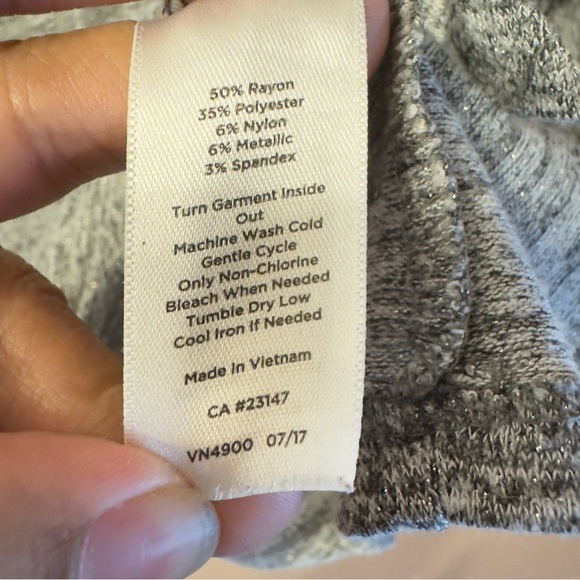 50% Rayon
35% Polyester
6% Nylon
6% Metallic
3% Spandex
Turn Garment Inside
Out
Machine Wash Cold
Gentle Cycle
Only Non-Chlorine
Bleach When Needed
Tumble Dry Low
Cool Iron If Needed
Made In Vietnam
CA #23147
VN4900 07/17